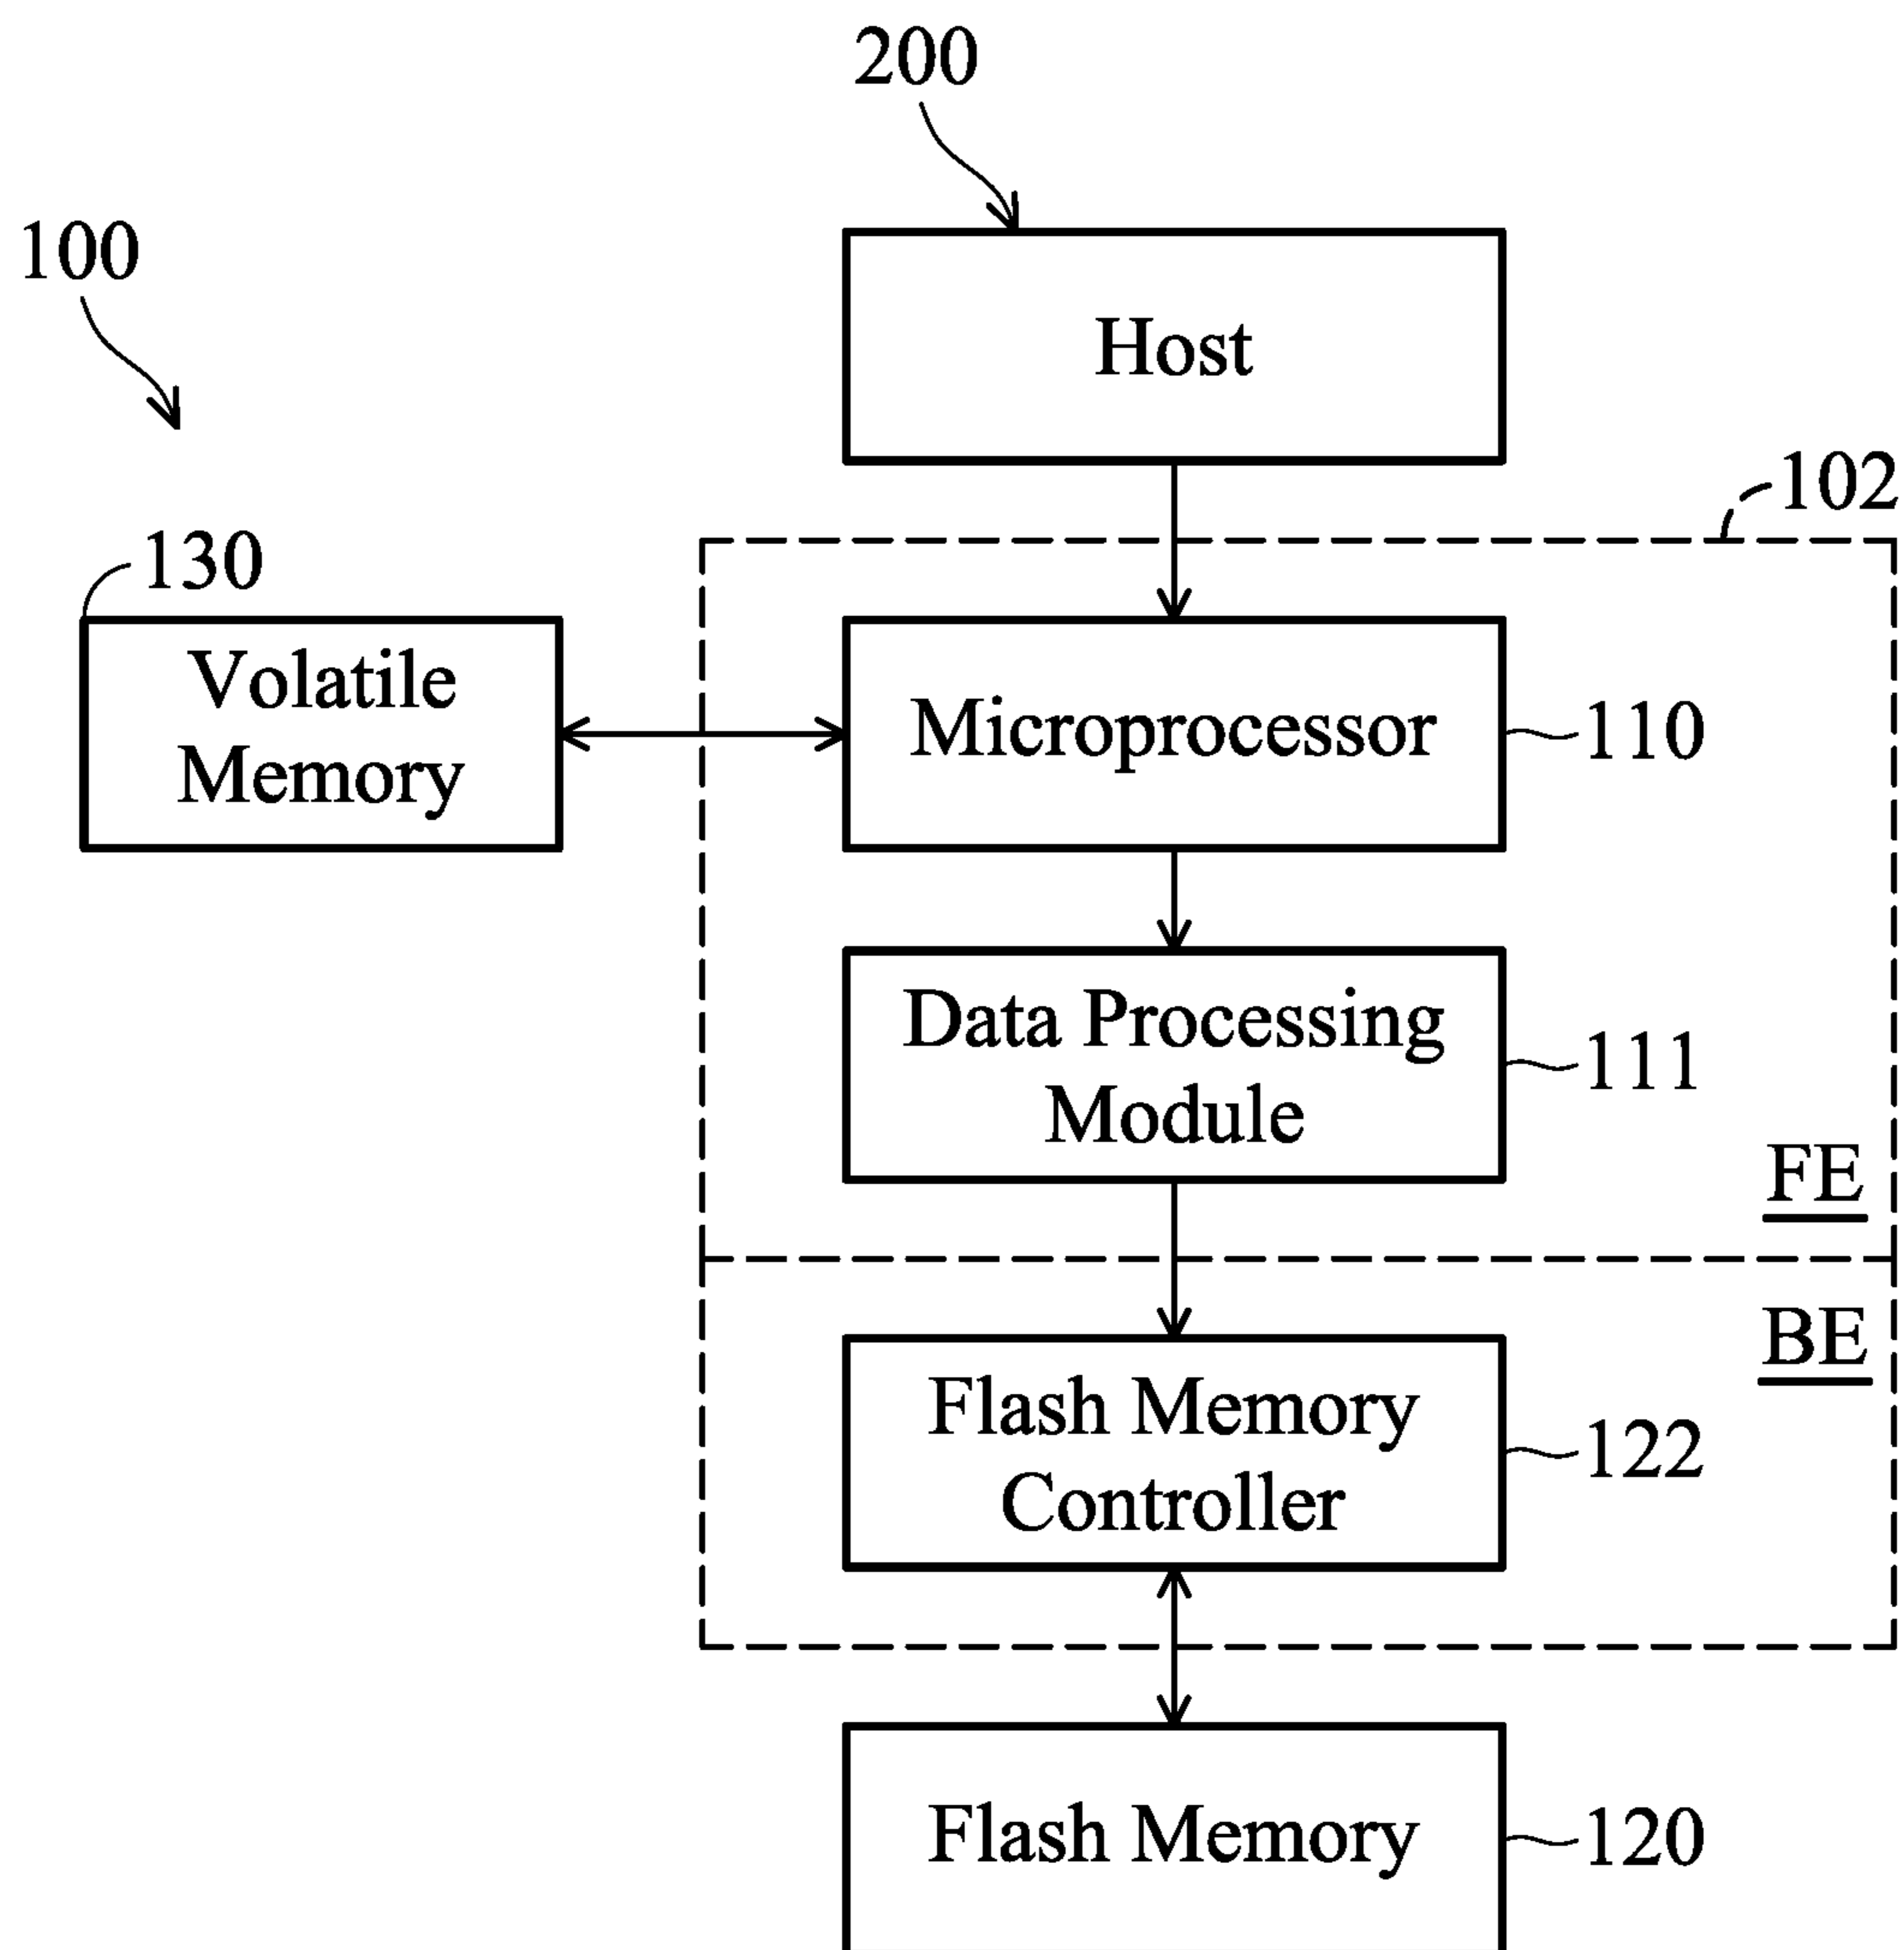 200
100
Host
102
130
Volatile
Memory
Microprocessor
110
Data Processing
Module
111
FE
BE
Flash Memory
Controller
122
Flash Memory
120